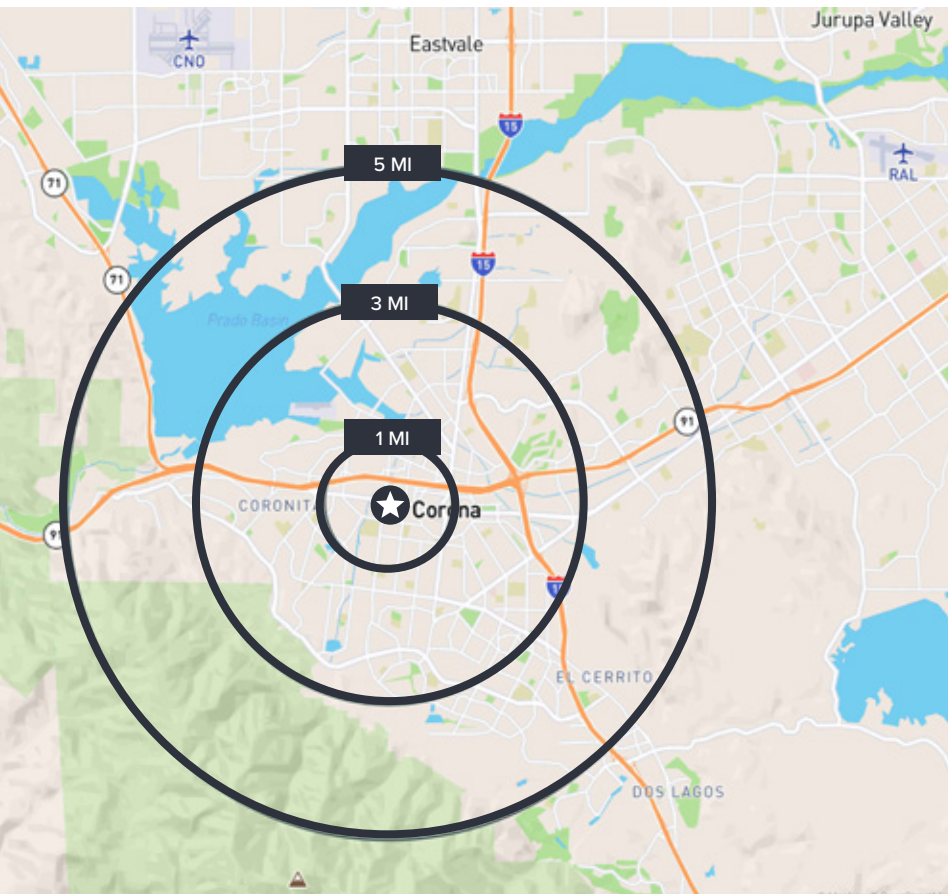 Jurupa Valley
Eastvale
CNO
15
RAL
5 MI
71
15
71
3 MI
Prado Basin
91
1 MI
CORONITA
Corona
91
EL CERRITO
DOS LAGOS